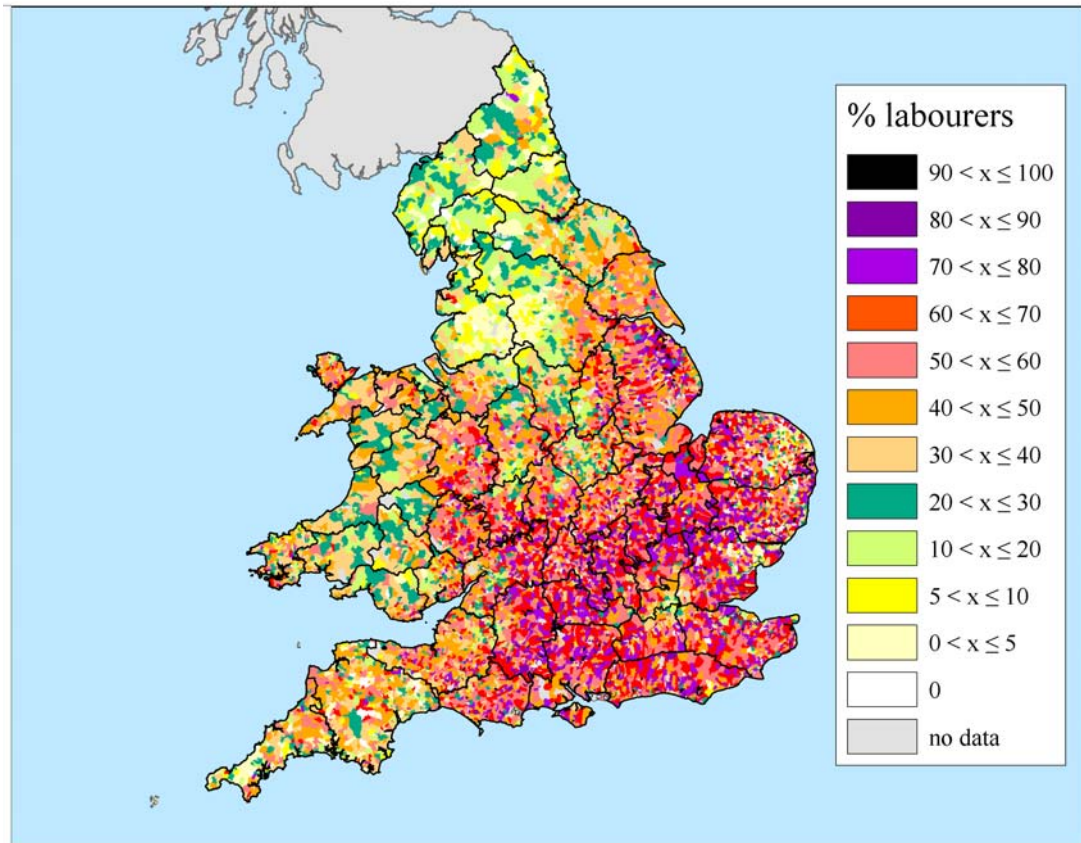 % labourers
90 < x ≤ 100
80 < x ≤ 90
70 < x ≤ 80
60 < x ≤ 70
50 < x ≤ 60
40 < x ≤ 50
30 < x ≤ 40
20 < x ≤ 30
10 < x ≤ 20
5 < x ≤ 10
0 < x ≤ 5
0
no data